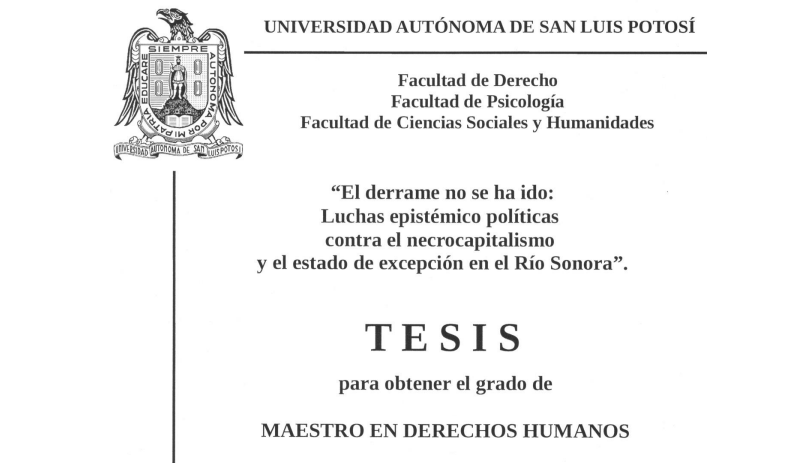 UNIVERSIDAD AUTÓNOMA DE SAN LUIS POTOSÍ
SIEMPRE AUTONOMA
POR MI PATRIA EDUCARE
UNIVERSIDAD AUTONOMA DE SAN LUIS POTOSI
Facultad de Derecho
Facultad de Psicología
Facultad de Ciencias Sociales y Humanidades
“El derrame no se ha ido:
Luchas epistémico políticas
contra el necrocapitalismo
y el estado de excepción en el Río Sonora”.
TESIS
para obtener el grado de
MAESTRO EN DERECHOS HUMANOS